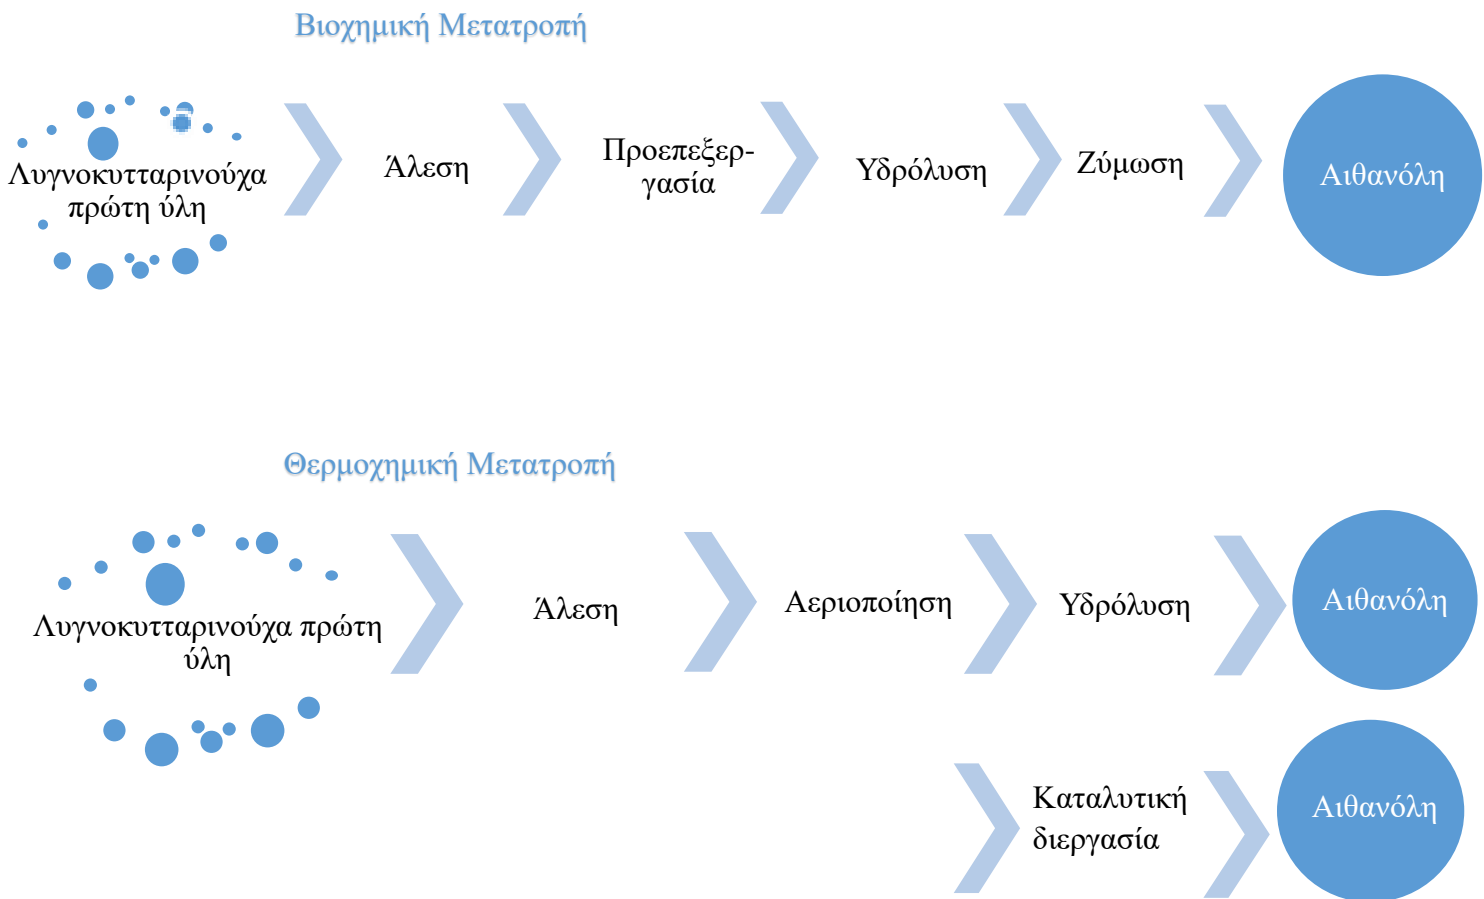 Βιοχημική Μετατροπή
Λυγνοκυτταρινούχα
πρώτη ύλη
Άλεση
Προεπεξερ-
γασία
Υδρόλυση
Ζύμωση
Αιθανόλη
Θερμοχημική Μετατροπή
Λυγνοκυτταρινούχα πρώτη
ύλη
Άλεση
Αεριοποίηση
Υδρόλυση
Αιθανόλη
Καταλυτική
διεργασία
Αιθανόλη